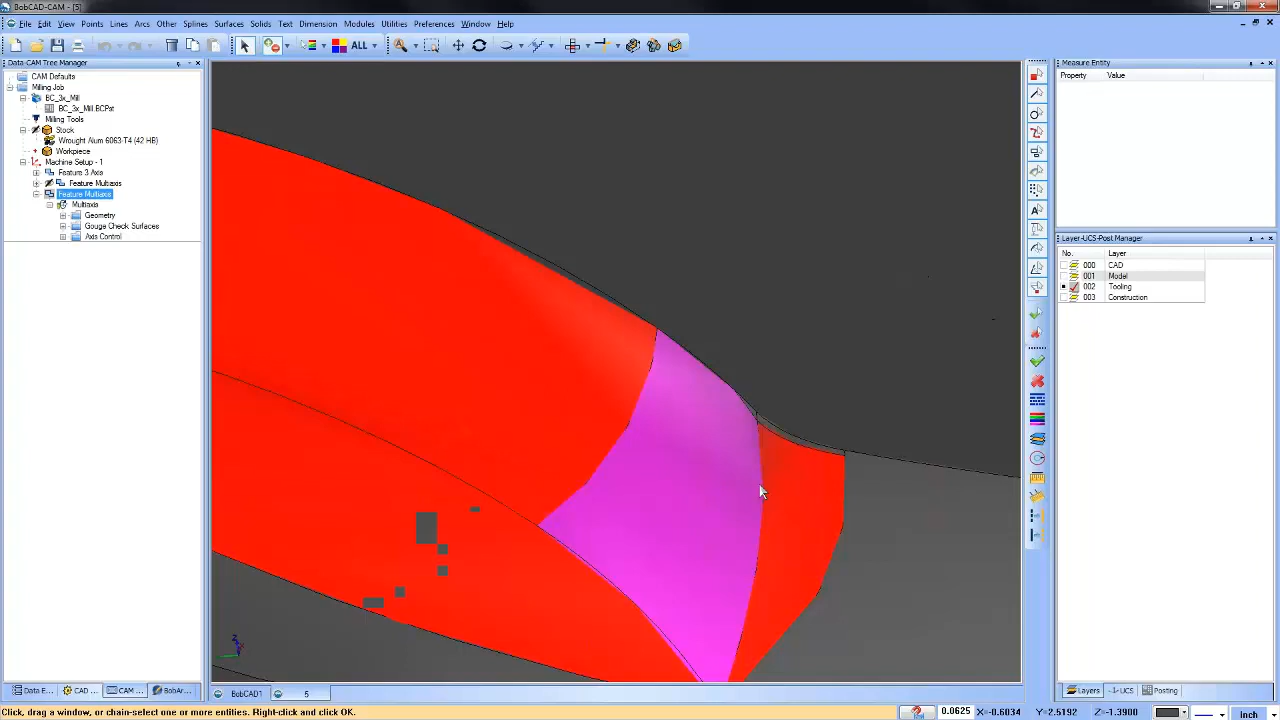 BobCAD-CAM - [5]
File Edit View Points Lines Arcs Other Splines Surfaces Solids Text Dimension Modules Utilities Preferences Window Help
ALL
Data-CAM Tree Manager
CAM Defaults
Milling Job
BC_3x_Mill
BC_3x_Mill.BCPst
Milling Tools
Stock
Wrought Alum 6063-T4 (42 HB)
Workpiece
Machine Setup - 1
Feature 3 Axis
Feature Multiaxis
Feature Multiaxis
Multiaxis
Geometry
Gouge Check Surfaces
Axis Control
Measure Entity
Property Value
Layer-UCS-Post Manager
No. Layer
000 CAD
001 Model
002 Tooling
003 Construction
Data E... CAD ... CAM ... BobAr...
BobCAD1 5
Layers UCS Posting
Click, drag a window, or chain-select one or more entities. Right-click and click OK.
0.0625 X=-0.6034 Y=2.5192 Z=-1.3900 Inch